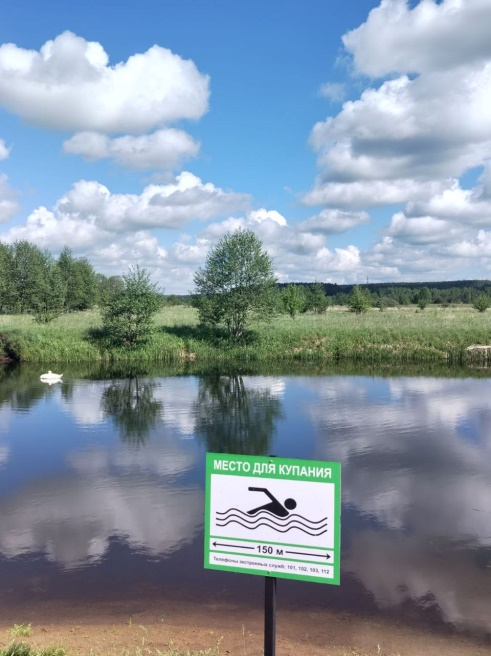 МЕСТО ДЛЯ КУПАНИЯ
150 м
Телефоны экстренных служб: 101, 102, 103, 112